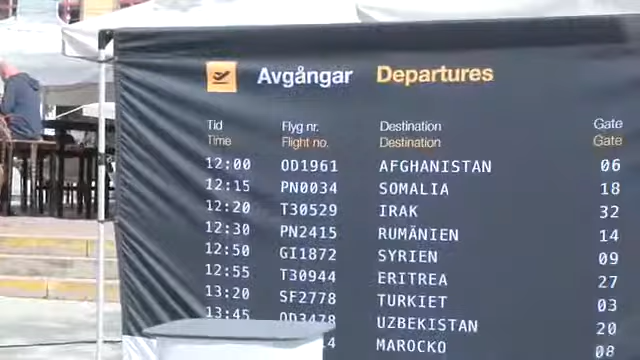 Avgångar Departures
Tid Flyg nr. Destination Gate
Time Flight no. Destination Gate
12:00 OD1961 AFGHANISTAN 06
12:15 PN0034 SOMALIA 18
12:20 T30529 IRAK 32
12:30 PN2415 RUMÄNIEN 14
12:50 GI1872 SYRIEN 09
12:55 T30944 ERITREA 27
13:20 SF2778 TURKIET 03
13:45 OD3478 UZBEKISTAN 20
MAROCKO 08